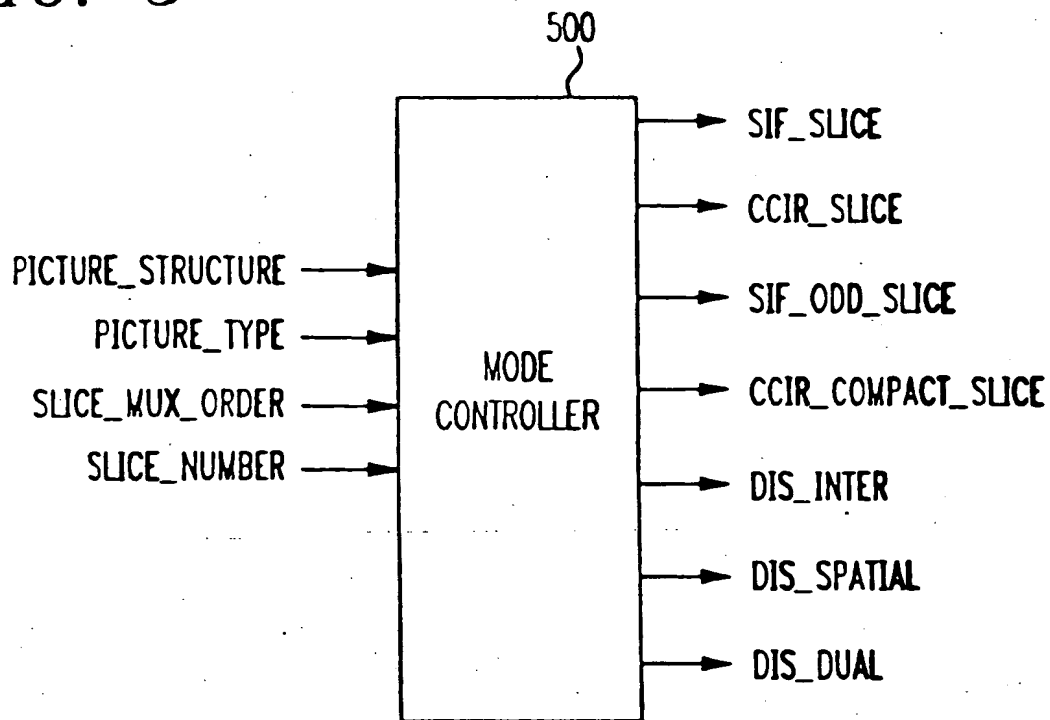 500
SIF_SLICE
CCIR_SLICE
PICTURE_STRUCTURE
SIF_ODD_SLICE
PICTURE_TYPE
MODE
CONTROLLER
CCIR_COMPACT_SLICE
SLICE_MUX_ORDER
SLICE_NUMBER
DIS_INTER
DIS_SPATIAL
DIS_DUAL